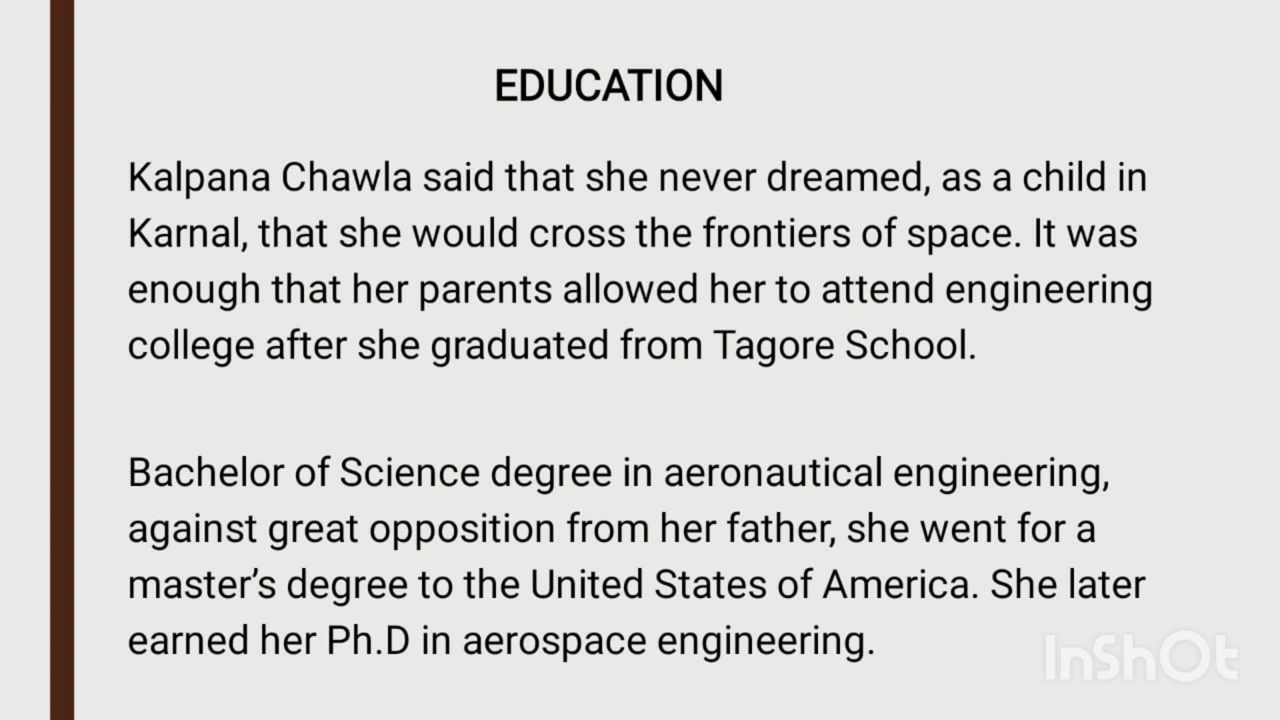 EDUCATION
Kalpana Chawla said that she never dreamed, as a child in
Karnal, that she would cross the frontiers of space. It was
enough that her parents allowed her to attend engineering
college after she graduated from Tagore School.
Bachelor of Science degree in aeronautical engineering,
against great opposition from her father, she went for a
master’s degree to the United States of America. She later
earned her Ph.D in aerospace engineering.
InShOt